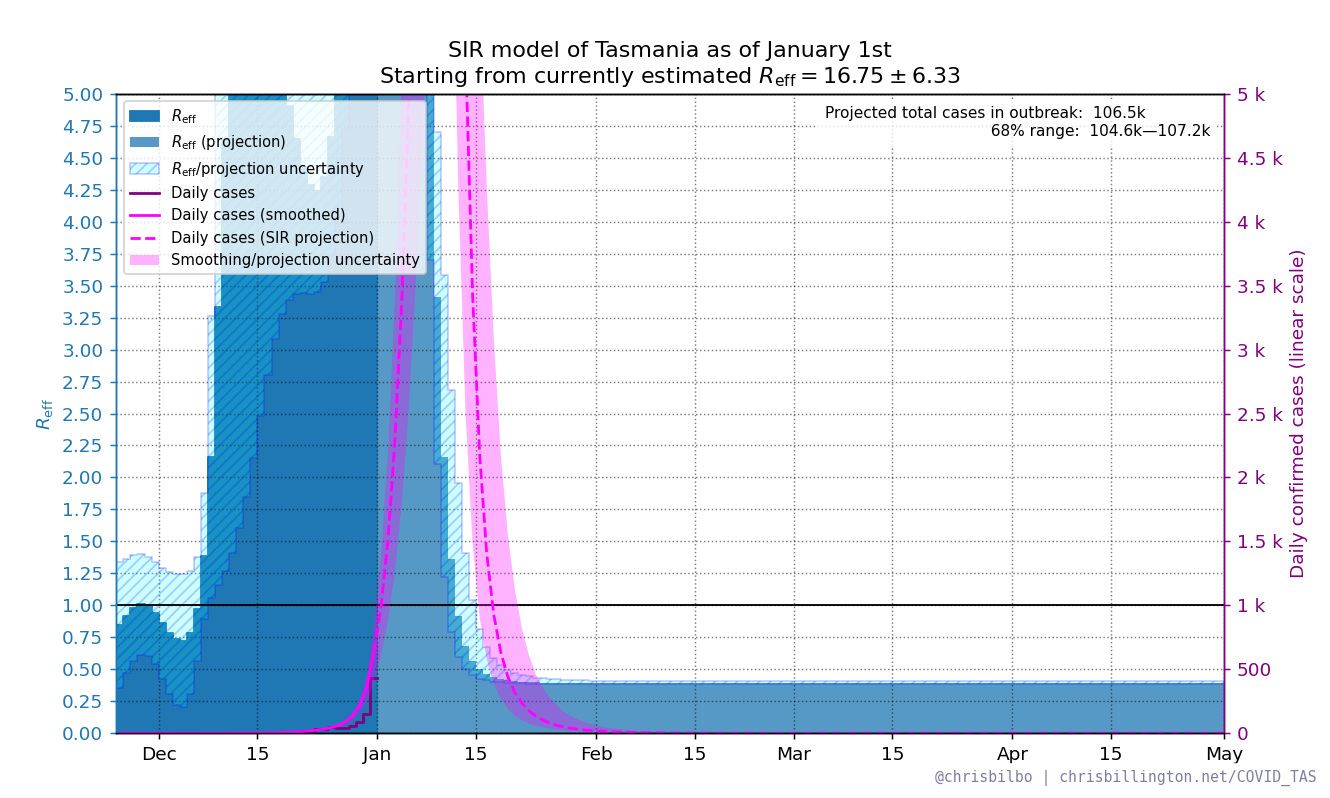 SIR model of Tasmania as of January 1st
Starting from currently estimated Reff = 16.75 ± 6.33
Reff
Reff (projection)
Reff/projection uncertainty
Daily cases
Daily cases (smoothed)
Daily cases (SIR projection)
Smoothing/projection uncertainty
Projected total cases in outbreak: 106.5k
68% range: 104.6k—107.2k
5.00
4.75
4.50
4.25
4.00
3.75
3.50
3.25
3.00
2.75
2.50
2.25
2.00
1.75
1.50
1.25
1.00
0.75
0.50
0.25
0.00
Reff
5 k
4.5 k
4 k
3.5 k
3 k
2.5 k
2 k
1.5 k
1 k
500
0
Daily confirmed cases (linear scale)
Dec 15 Jan 15 Feb 15 Mar 15 Apr 15 May
@chrisbilbo | chrisbillington.net/COVID_TAS